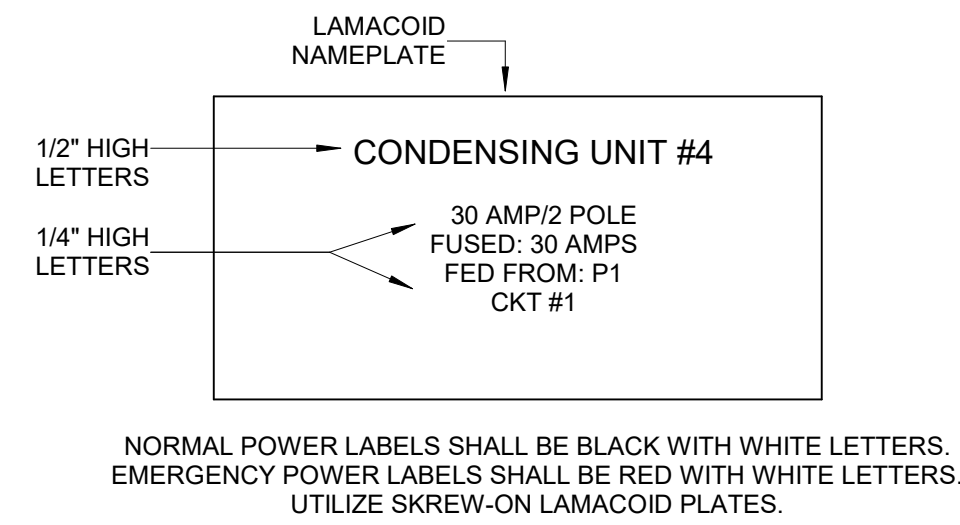 LAMACOID
NAMEPLATE
1/2" HIGH
LETTERS
CONDENSING UNIT #4
1/4" HIGH
LETTERS
30 AMP/2 POLE
FUSED: 30 AMPS
FED FROM: P1
CKT #1
NORMAL POWER LABELS SHALL BE BLACK WITH WHITE LETTERS.
EMERGENCY POWER LABELS SHALL BE RED WITH WHITE LETTERS.
UTILIZE SKREW-ON LAMACOID PLATES.